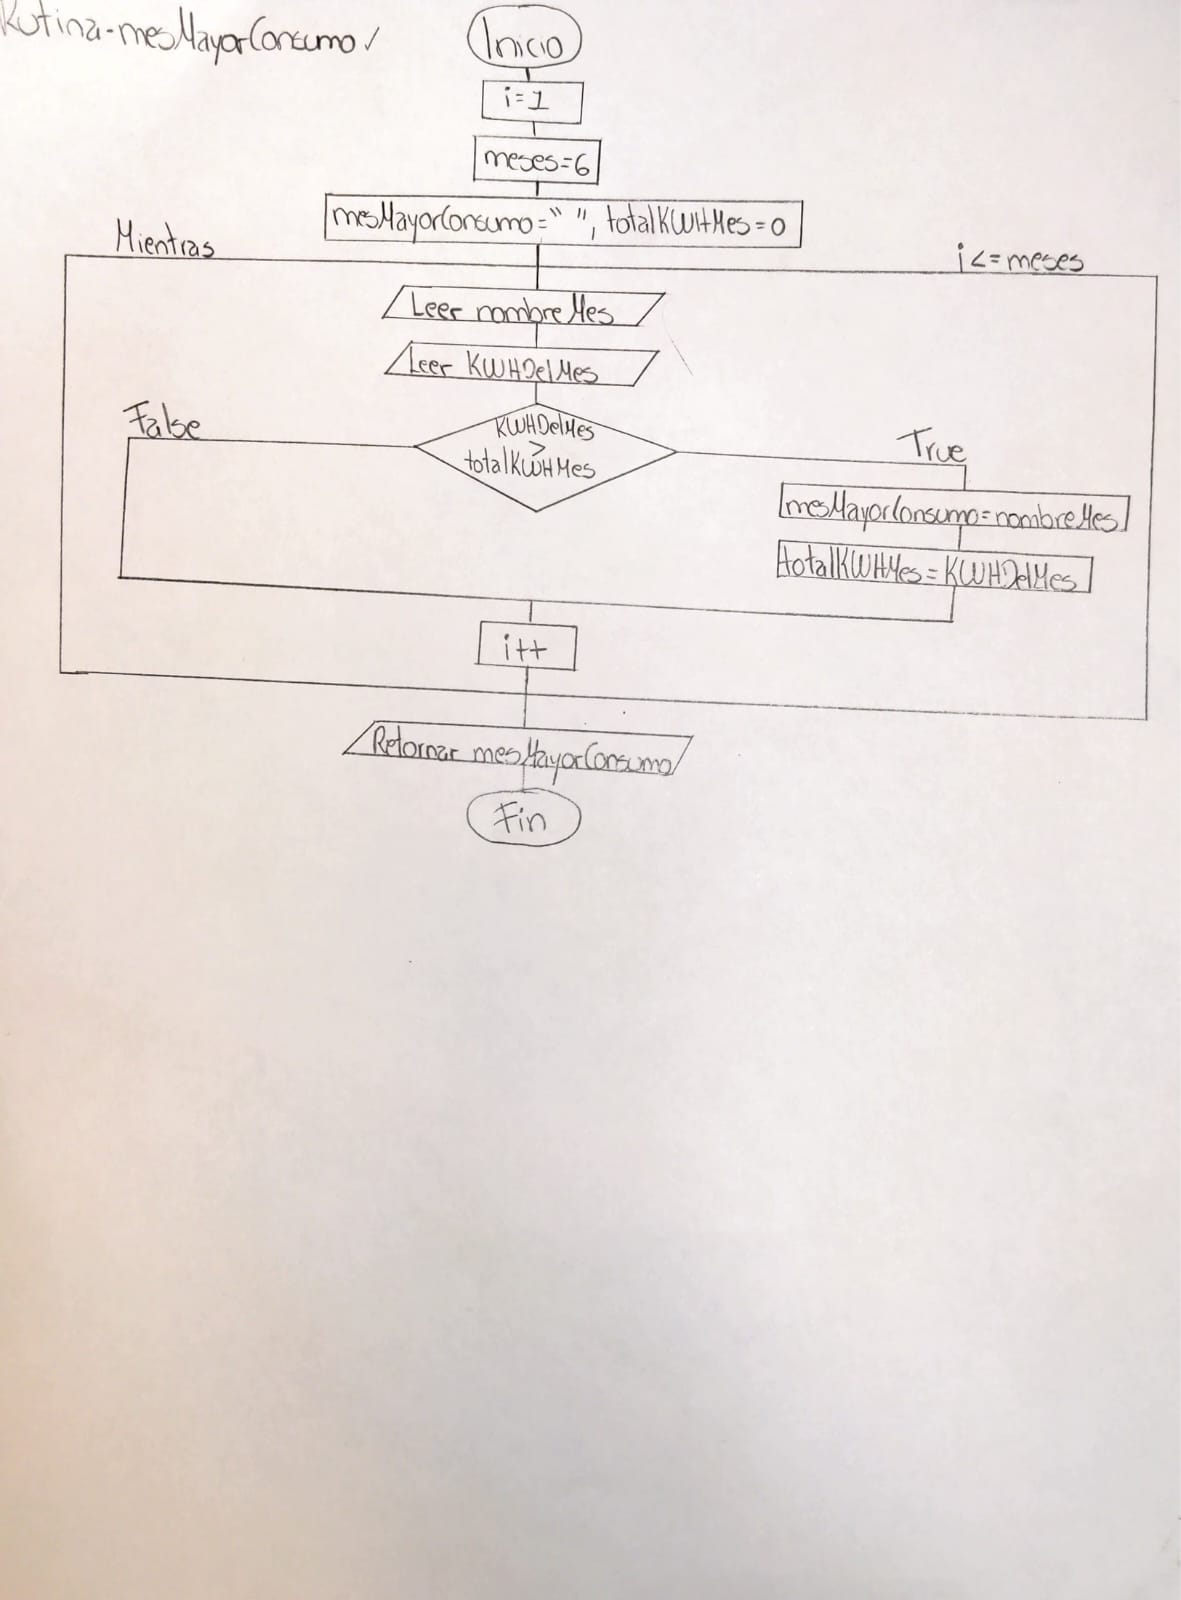 Rutina-mesMayorConsumo ✓
Inicio
i=1
meses=6
mesMayorConsumo=" ", totalKWHMes=0
Mientras
i<=meses
Leer nombreMes
Leer KWHDelMes
KWHDelMes
>
totalKWHMes
False
True
mesMayorConsumo=nombreMes
totalKWHMes=KWHDelMes
i++
Retornar mesMayorConsumo
Fin